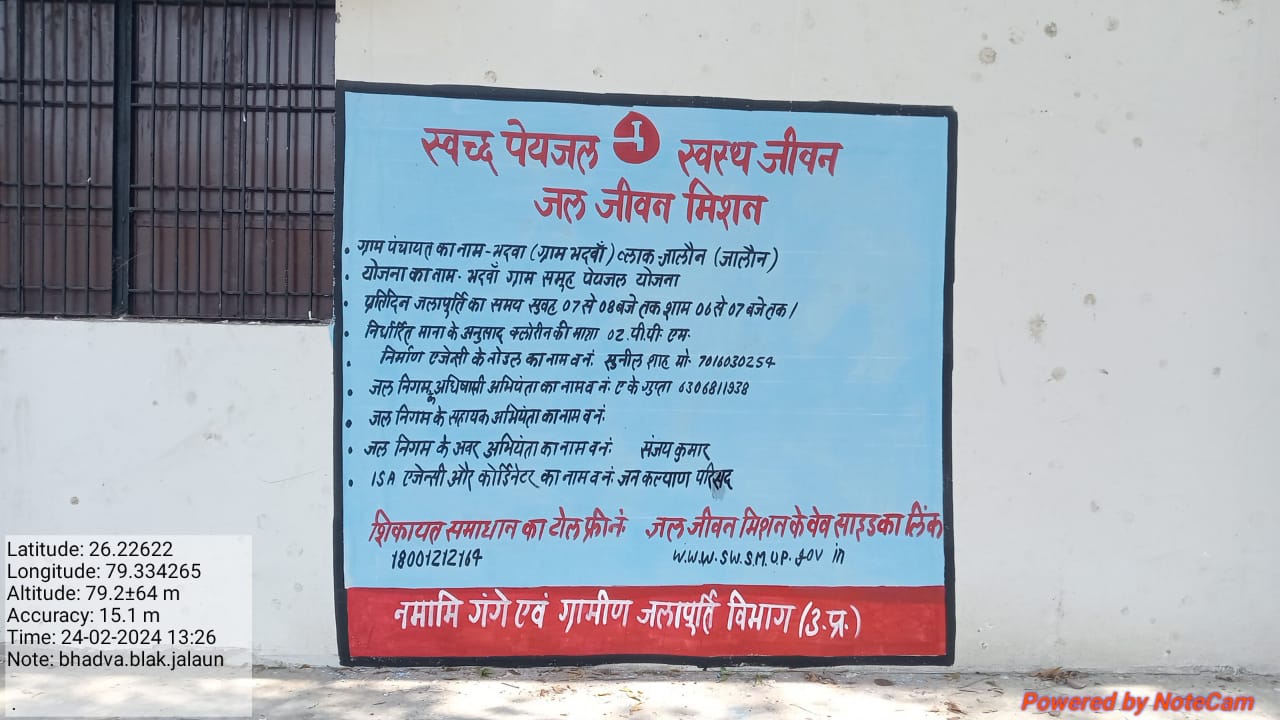 स्वच्छ पेयजल स्वस्थ जीवन
जल जीवन मिशन
• ग्राम पंचायत का नाम - भदवा (ग्राम भदवाँ) ब्लाक जालौन (जालौन)
• योजना का नाम - भदवाँ ग्राम समूह पेयजल योजना
• प्रतिदिन जलापूर्ति का समय सुवह 07 से 08 बजे तक शाम 06 से 07 बजे तक।
• निर्धारित माना के अनुसाद क्लोरीन की मात्रा 02 .पी.पी. एम.
• निर्माण एजेन्सी के नोडल का नाम व नं. सुनील शाह मो. 7016030254
• जल निगम के अधिषासी अभियंता का नाम व नं: ए के गुप्ता 6306811938
• जल निगम के सहायक अभियंता का नाम व नं:
• जल निगम के अवर अभियंता का नाम व नं: संजय कुमार
• ISA एजेन्सी और कोर्डिनेटर का नाम व नं: जन कल्याण परिसद
शिकायत समाधान का टोल फ्री नं: जल जीवन मिशन के वेव साइड का लिंक
18001212164 W.W.W. SW.S.M.U.P. gov in
नमामि गंगे एवं ग्रामीण जलापूर्ति विभाग (उ.प्र.)
Latitude: 26.22622
Longitude: 79.334265
Altitude: 79.2±64 m
Accuracy: 15.1 m
Time: 24-02-2024 13:26
Note: bhadva.blak.jalaun
.
Powered by NoteCam